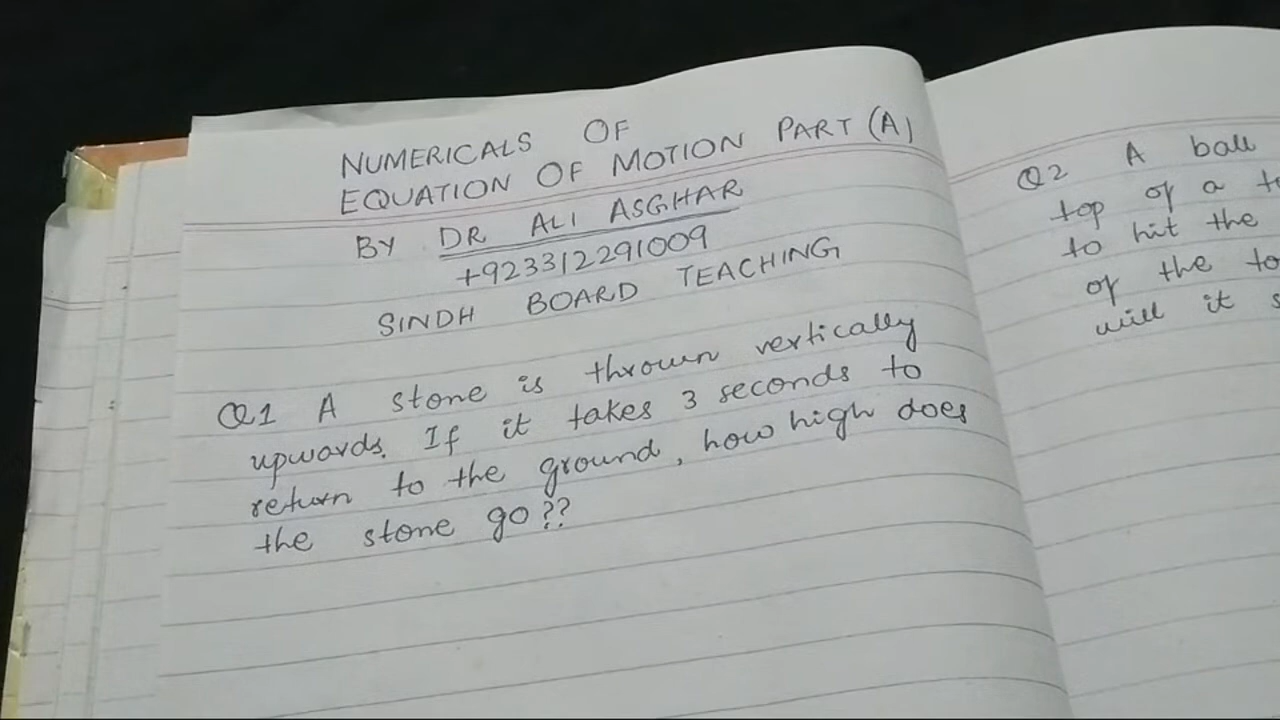 NUMERICALS OF
EQUATION OF MOTION PART (A)
BY DR ALI ASGHAR
+923312291009
SINDH BOARD TEACHING
Q1 A stone is thrown vertically
upwards. If it takes 3 seconds to
return to the ground, how high does
the stone go??
Q2 A ball
top of a
to hit the
of the
will it